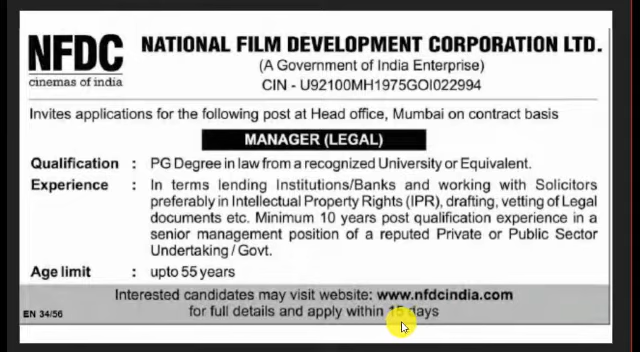 NFDC
cinemas of india
NATIONAL FILM DEVELOPMENT CORPORATION LTD.
(A Government of India Enterprise)
CIN - U92100MH1975GOI022994
Invites applications for the following post at Head office, Mumbai on contract basis
MANAGER (LEGAL)
Qualification : PG Degree in law from a recognized University or Equivalent.
Experience : In terms lending Institutions/Banks and working with Solicitors
preferably in Intellectual Property Rights (IPR), drafting, vetting of Legal
documents etc. Minimum 10 years post qualification experience in a
senior management position of a reputed Private or Public Sector
Undertaking / Govt.
Age limit : upto 55 years
Interested candidates may visit website: www.nfdcindia.com
for full details and apply within 15 days
EN 34/56